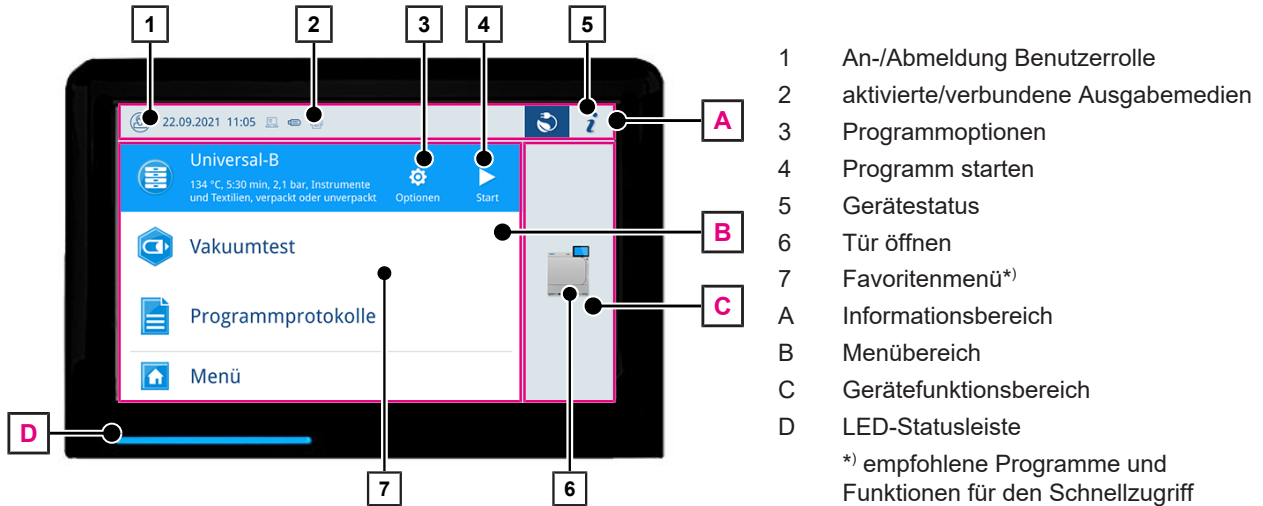 1 2 3 4 5
22.09.2021 11:05
i
A
Universal-B
134 °C, 5:30 min, 2,1 bar, Instrumente
und Textilien, verpackt oder unverpackt
Optionen
Start
B
Vakuumtest
C
Programmprotokolle
Menü
D
7 6
1 An-/Abmeldung Benutzerrolle
2 aktivierte/verbundene Ausgabemedien
3 Programmoptionen
4 Programm starten
5 Gerätestatus
6 Tür öffnen
7 Favoritenmenü*)
A Informationsbereich
B Menübereich
C Gerätefunktionsbereich
D LED-Statusleiste
*) empfohlene Programme und
Funktionen für den Schnellzugriff